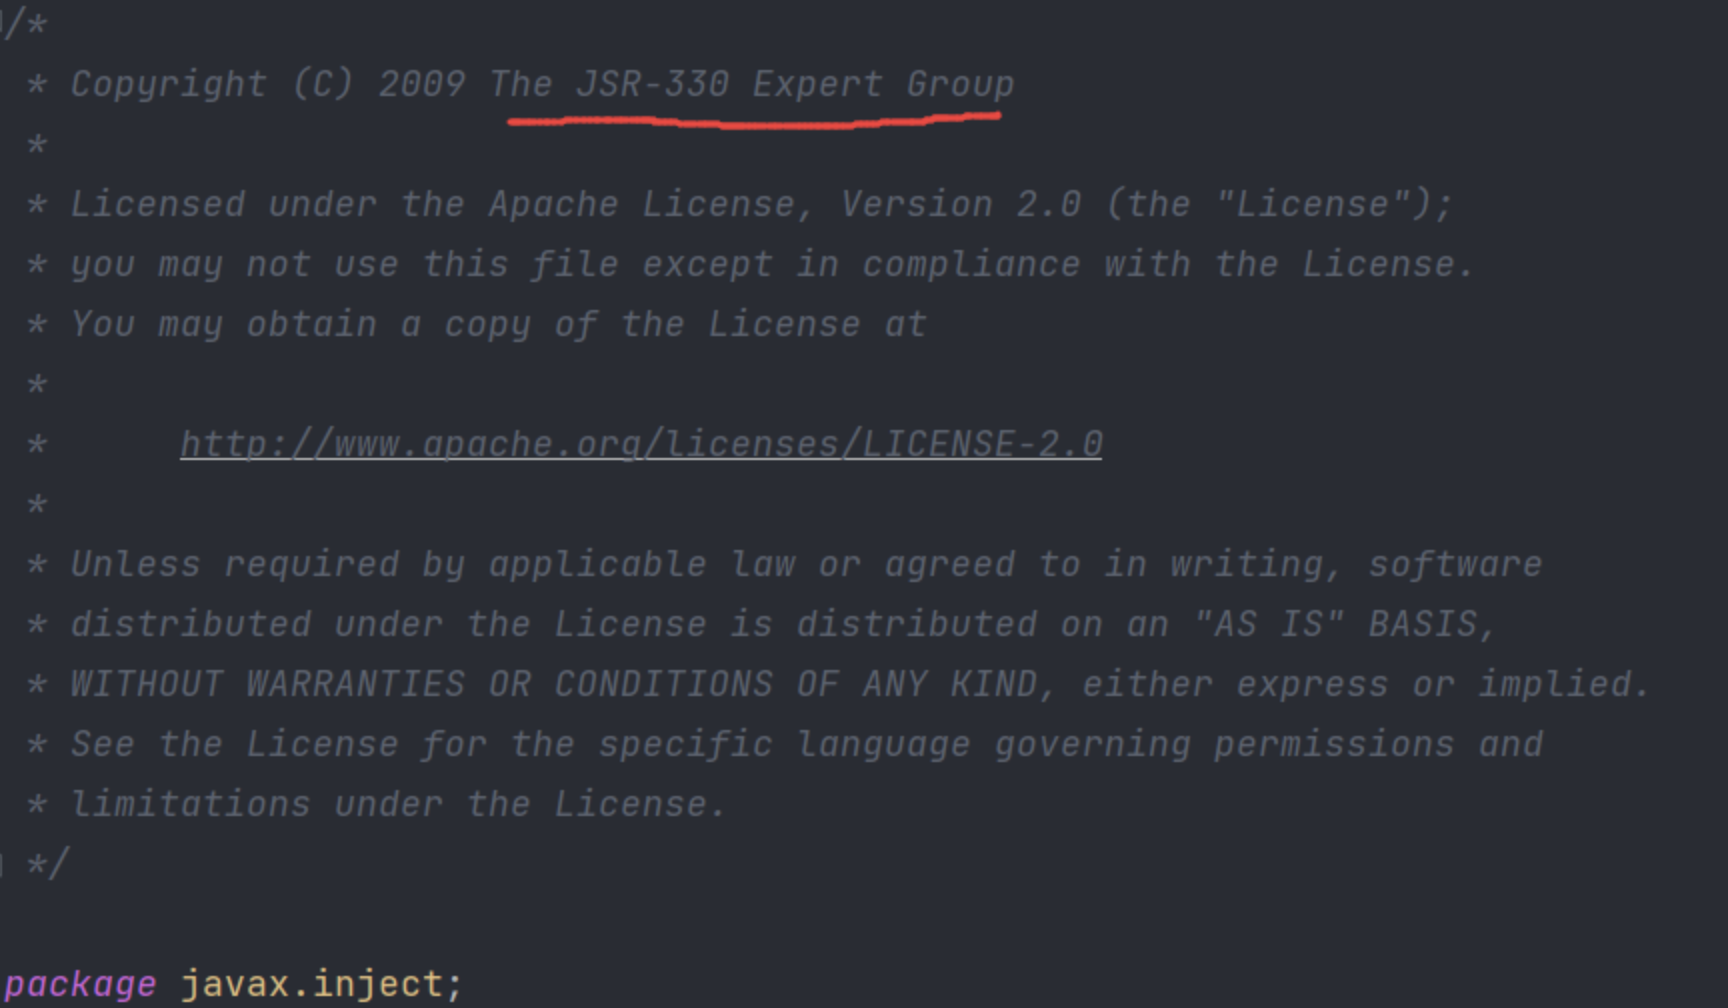 /*
* Copyright (C) 2009 The JSR-330 Expert Group
*
* Licensed under the Apache License, Version 2.0 (the "License");
* you may not use this file except in compliance with the License.
* You may obtain a copy of the License at
*
* http://www.apache.org/licenses/LICENSE-2.0
*
* Unless required by applicable law or agreed to in writing, software
* distributed under the License is distributed on an "AS IS" BASIS,
* WITHOUT WARRANTIES OR CONDITIONS OF ANY KIND, either express or implied.
* See the License for the specific language governing permissions and
* limitations under the License.
*/
package javax.inject;